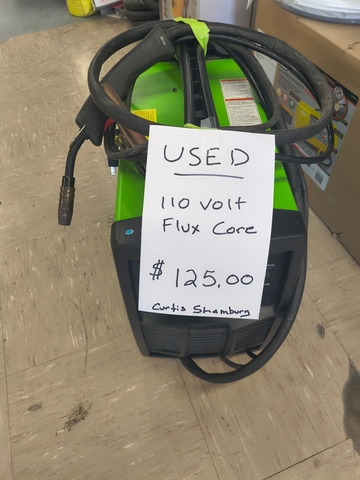 USED
110 volt
Flux Core
$125.00
Curtis Shamburg